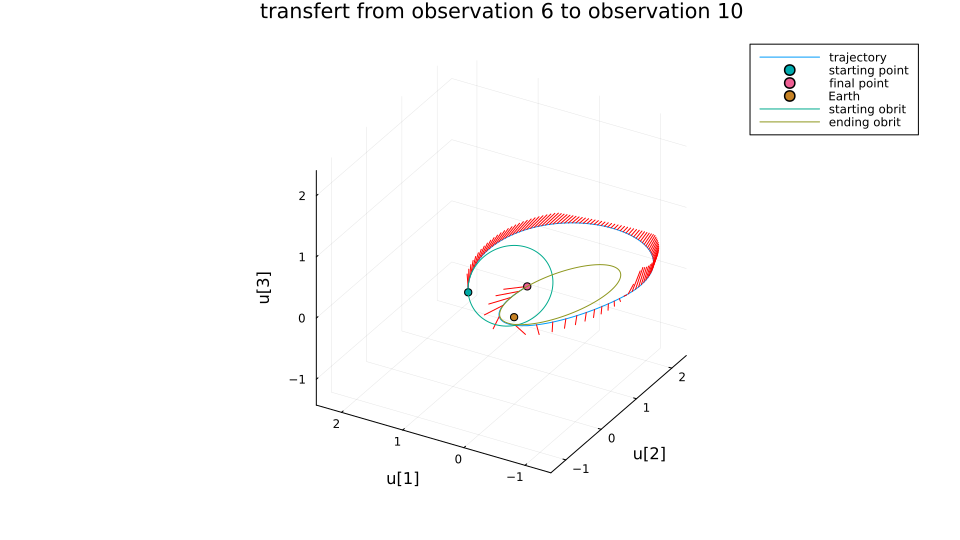 transfert from observation 6 to observation 10
trajectory
starting point
final point
Earth
starting obrit
ending obrit
u[3]
2
1
0
−1
2
1
0
−1
u[1]
−1
0
1
2
u[2]